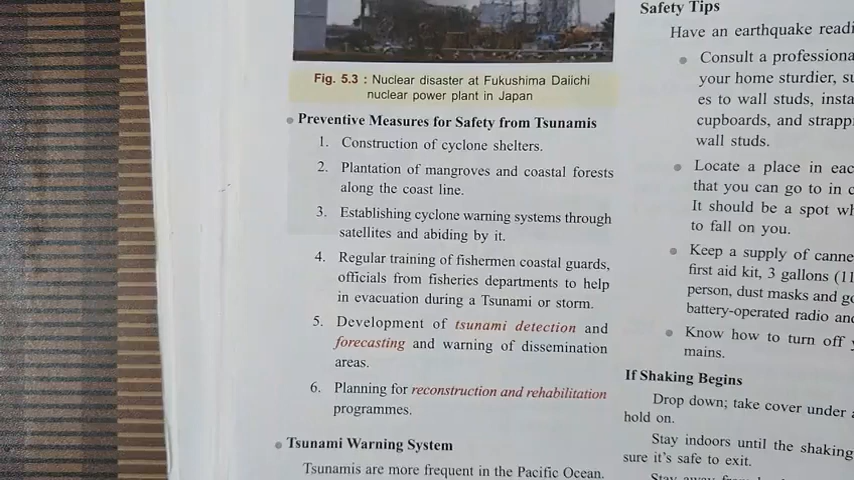 Fig. 5.3 : Nuclear disaster at Fukushima Daiichi
nuclear power plant in Japan
Preventive Measures for Safety from Tsunamis
1. Construction of cyclone shelters.
2. Plantation of mangroves and coastal forests
along the coast line.
3. Establishing cyclone warning systems through
satellites and abiding by it.
4. Regular training of fishermen coastal guards,
officials from fisheries departments to help
in evacuation during a Tsunami or storm.
5. Development of tsunami detection and
forecasting and warning of dissemination
areas.
6. Planning for reconstruction and rehabilitation
programmes.
Tsunami Warning System
Tsunamis are more frequent in the Pacific Ocean.
Safety Tips
Have an earthquake readi
Consult a professiona
your home sturdier, su
es to wall studs, insta
cupboards, and strapp
wall studs.
Locate a place in eac
that you can go to in c
It should be a spot wh
to fall on you.
Keep a supply of canne
first aid kit, 3 gallons (11
person, dust masks and go
battery-operated radio and
Know how to turn off
mains.
If Shaking Begins
Drop down; take cover under
hold on.
Stay indoors until the shaking
sure it's safe to exit.